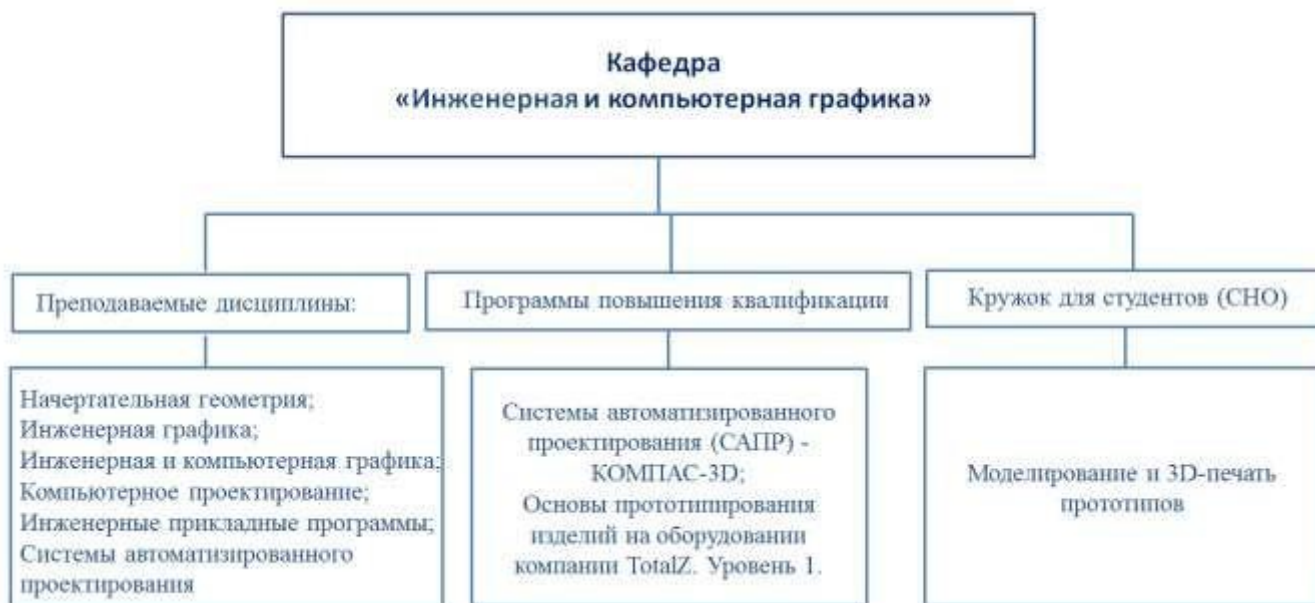 Кафедра
«Инженерная и компьютерная графика»
Преподаваемые дисциплины:
Программы повышения квалификации
Кружок для студентов (СНО)
Начертательная геометрия;
Инженерная графика;
Инженерная и компьютерная графика;
Компьютерное проектирование;
Инженерные прикладные программы;
Системы автоматизированного
проектирования
Системы автоматизированного
проектирования (САПР) -
КОМПАС-3D;
Основы прототипирования
изделий на оборудовании
компании TotalZ. Уровень 1.
Моделирование и 3D-печать
прототипов